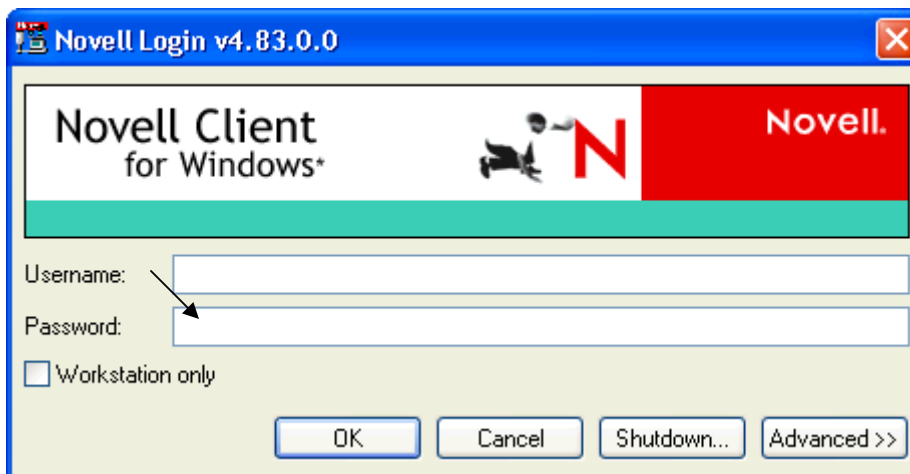 Novell Login v4.83.0.0
Novell Client
for Windows*
N
Novell.
Username:
Password:
Workstation only
OK Cancel Shutdown... Advanced >>